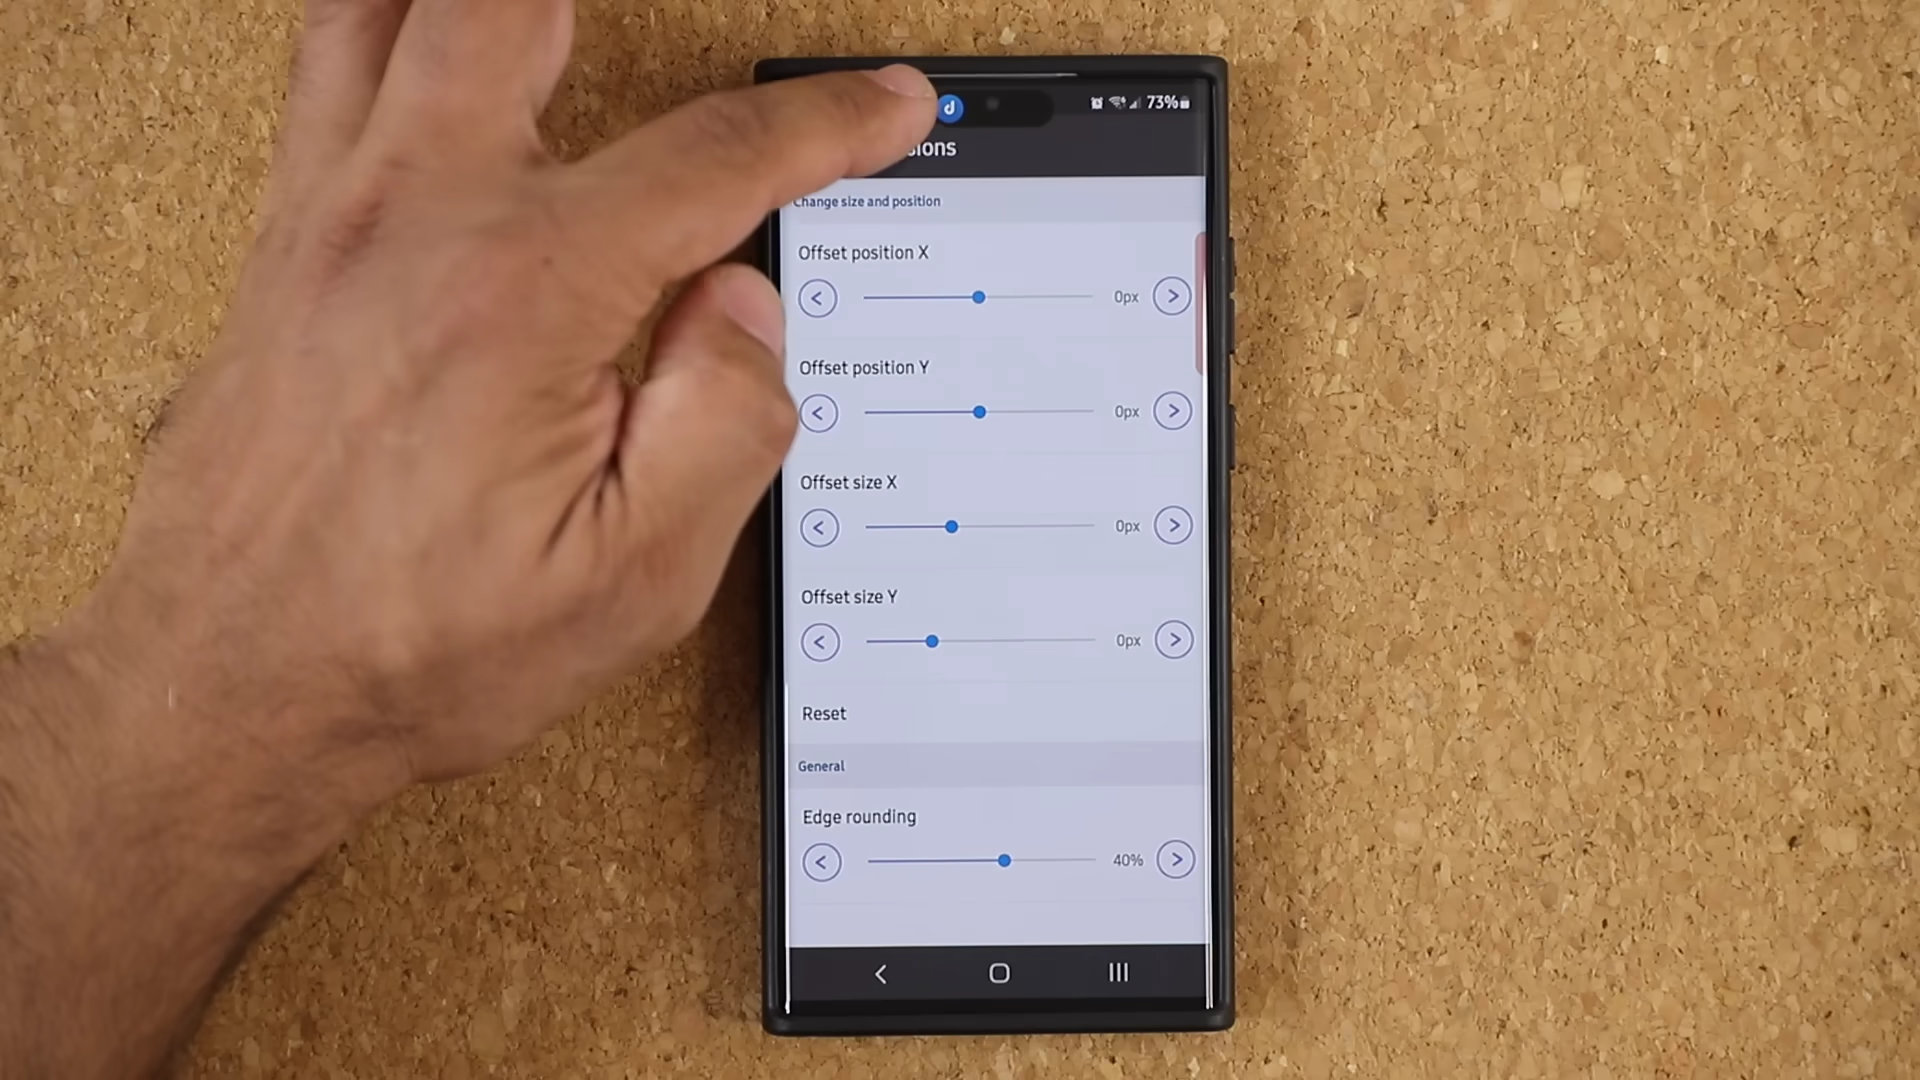 d 73%
sions
Change size and position
Offset position X
< 0px >
Offset position Y
< 0px >
Offset size X
< 0px >
Offset size Y
< 0px >
Reset
General
Edge rounding
< 40% >